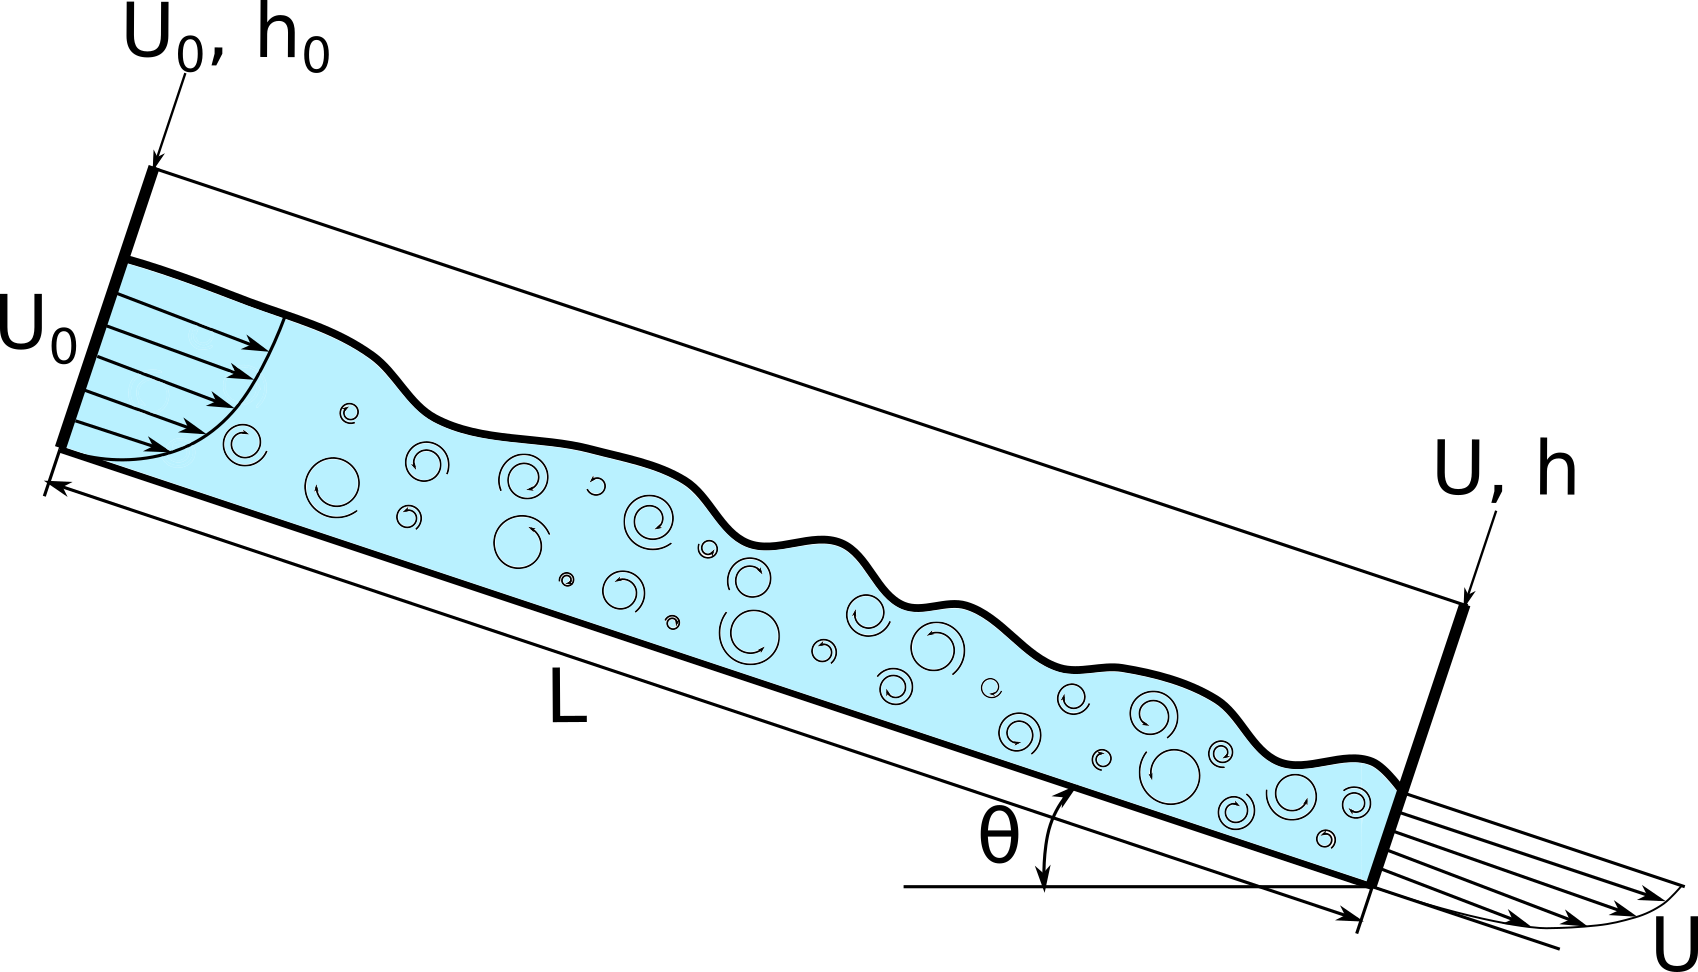 U₀, h₀
U₀
U, h
L
θ
U